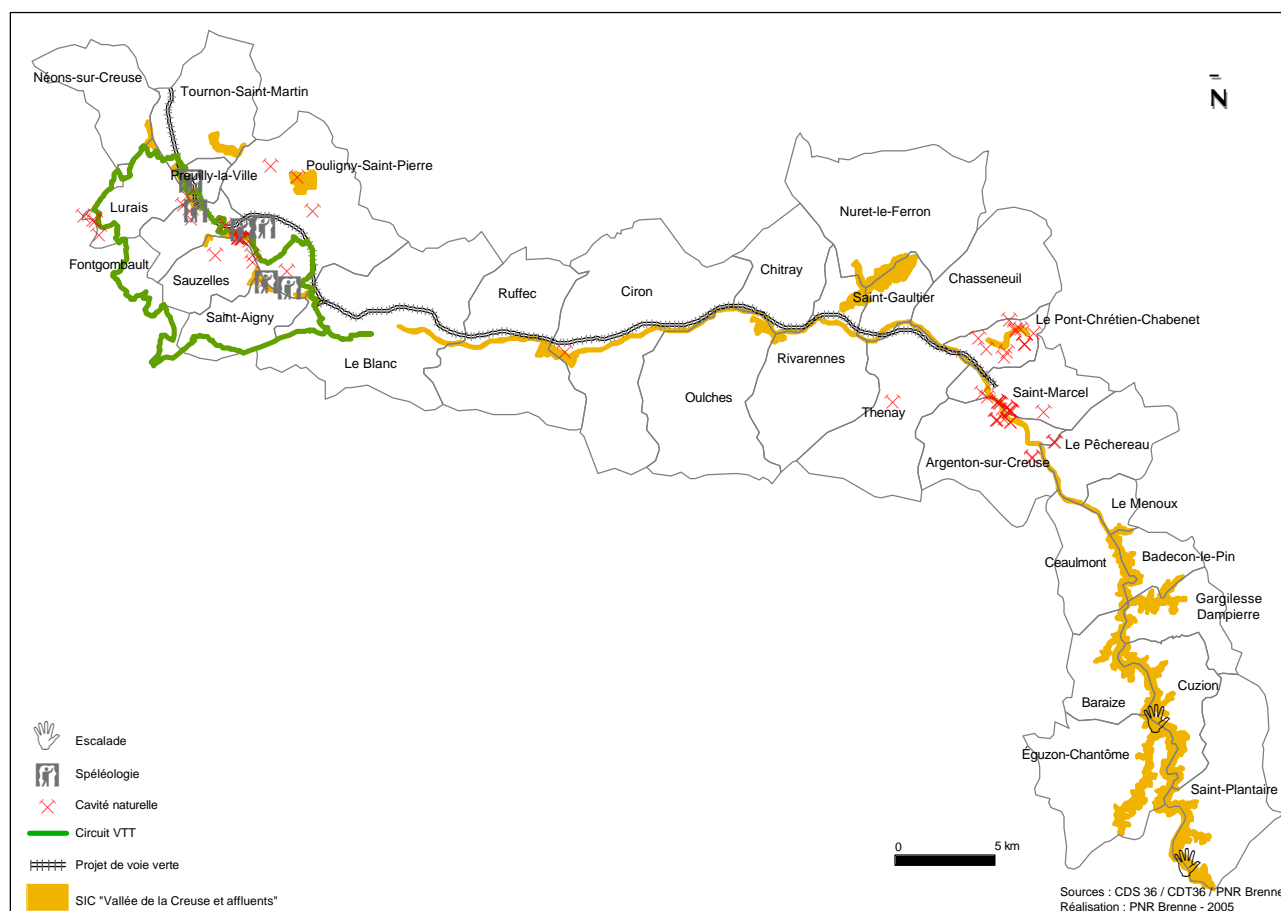 N
Néons-sur-Creuse
Tournon-Saint-Martin
Pouligny-Saint-Pierre
Preuilly-la-Ville
Lurais
Fontgombault
Sauzelles
Saint-Aigny
Le Blanc
Ruffec
Ciron
Chitray
Nuret-le-Ferron
Saint-Gaultier
Chasseneuil
Le Pont-Chrétien-Chabenet
Rivarennes
Oulches
Thenay
Saint-Marcel
Le Pêchereau
Argenton-sur-Creuse
Le Menoux
Ceaulmont
Badecon-le-Pin
Gargilesse
Dampierre
Cuzion
Baraize
Éguzon-Chantôme
Saint-Plantaire
Escalade
Spéléologie
Cavité naturelle
Circuit VTT
Projet de voie verte
SIC "Vallée de la Creuse et affluents"
0 5 km
Sources : CDS 36 / CDT36 / PNR Brenne
Réalisation : PNR Brenne - 2005